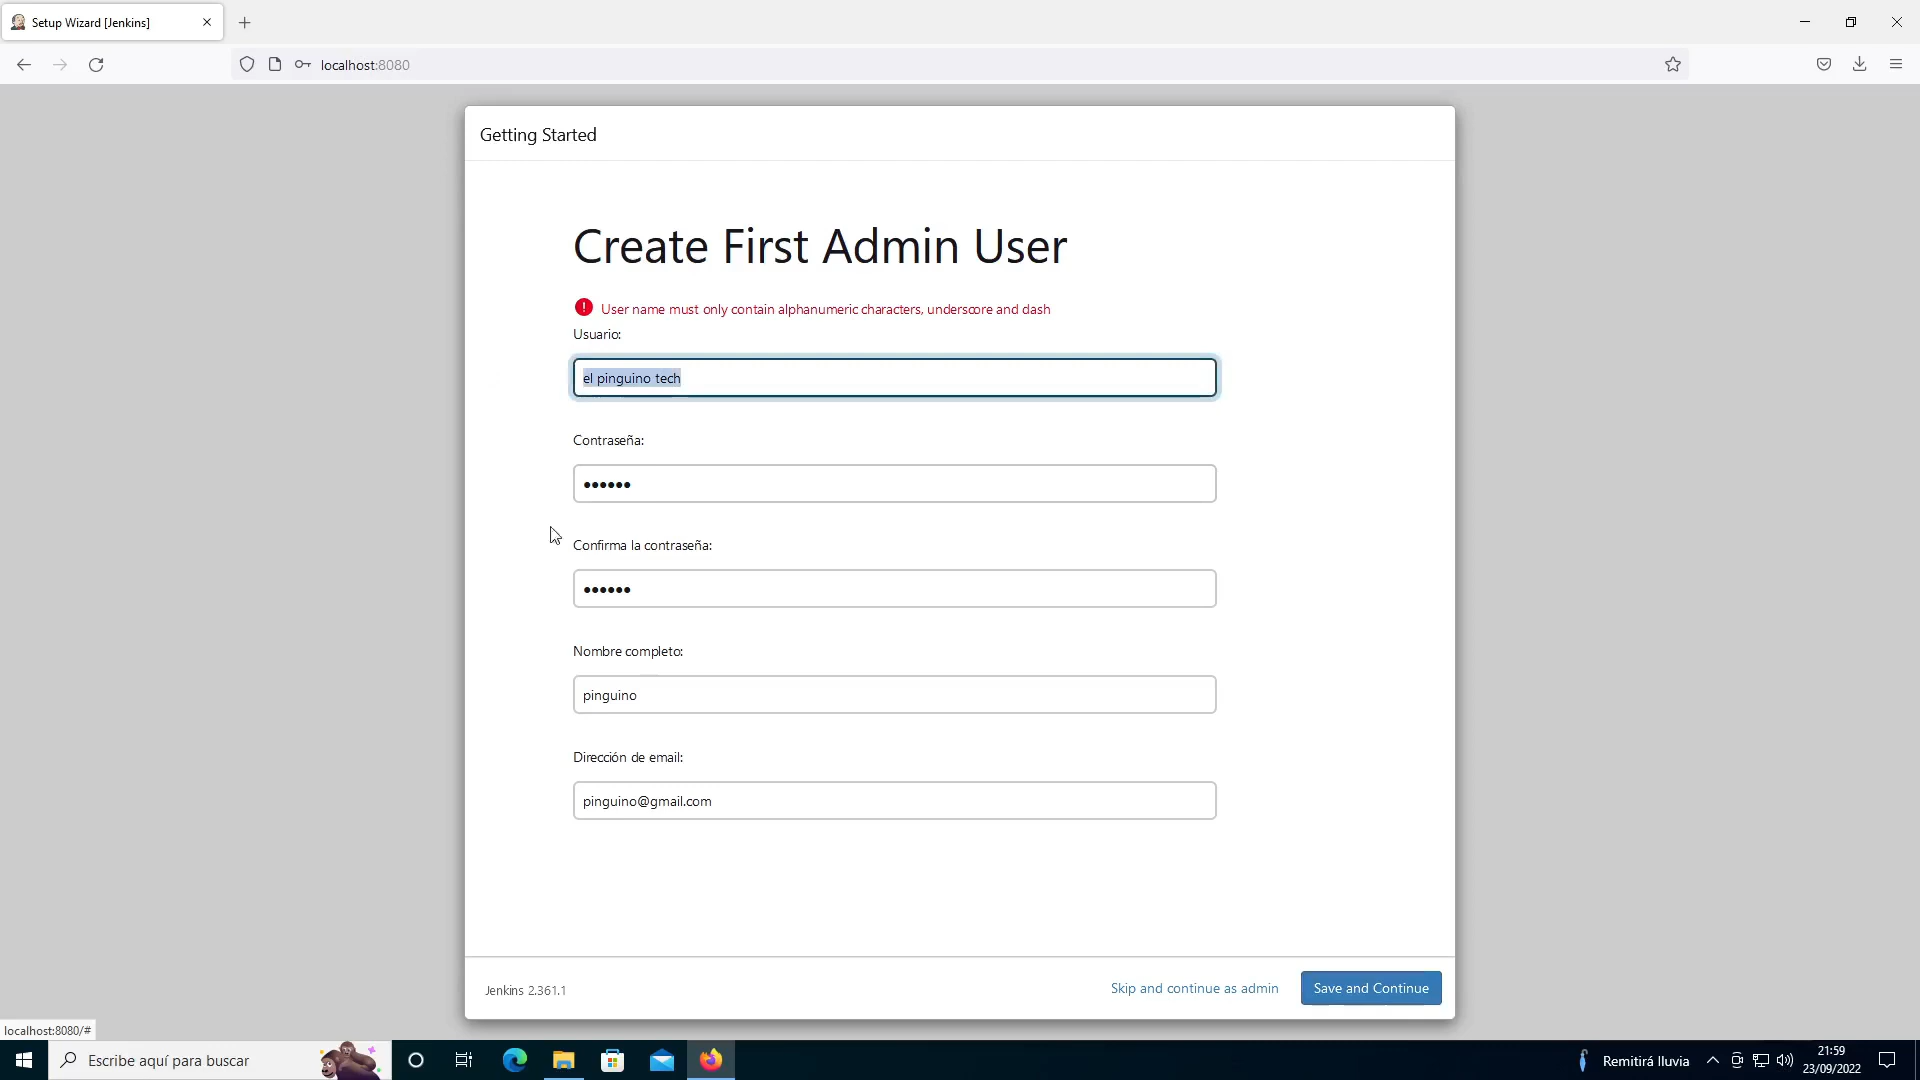 Setup Wizard [Jenkins]
localhost:8080
Getting Started
Create First Admin User
User name must only contain alphanumeric characters, underscore and dash
Usuario:
el pinguino tech
Contraseña:
••••••
Confirma la contraseña:
••••••
Nombre completo:
pinguino
Dirección de email:
pinguino@gmail.com
Jenkins 2.361.1
Skip and continue as admin
Save and Continue
localhost:8080/#
Escribe aquí para buscar
Remitirá lluvia
21:59
23/09/2022